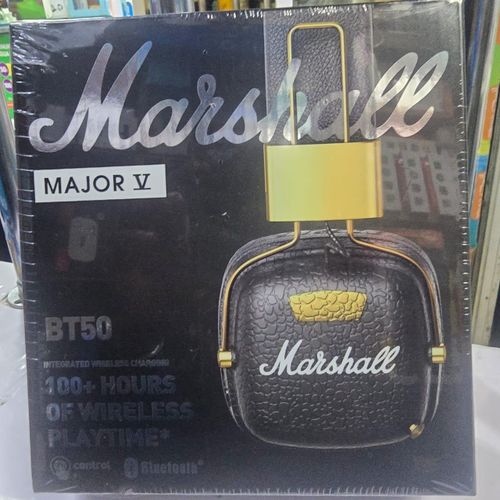 Marshall
MAJOR V
BT50
INTEGRATED WIRELESS CHARGING
100+ HOURS
OF WIRELESS
PLAYTIME*
control
Bluetooth®
Marshall